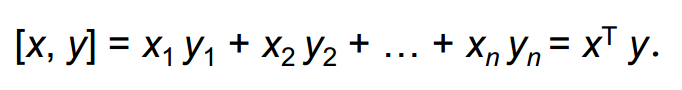 [x, y] = x₁ y₁ + x₂ y₂ + … + xₙ yₙ = xᵀ y.